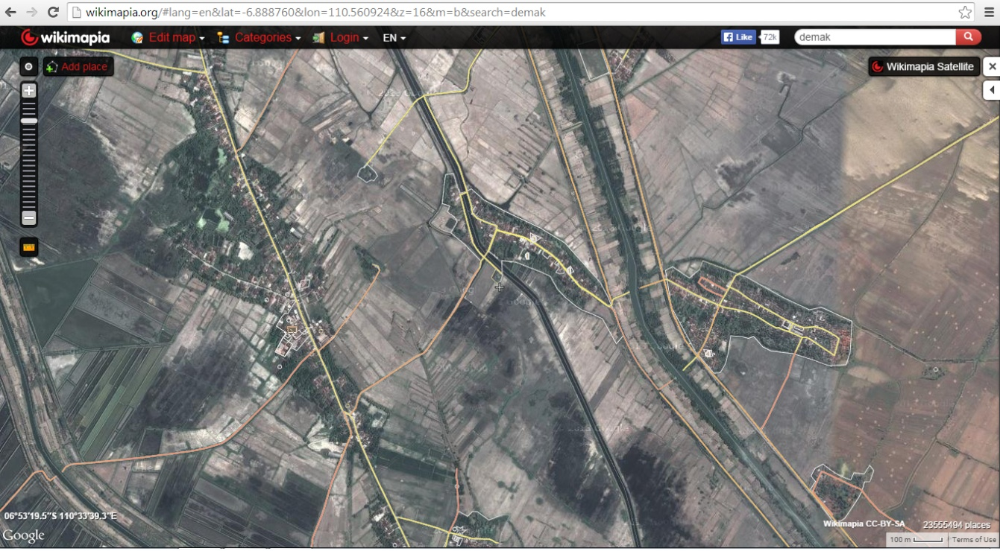 wikimapia.org/#lang=en&lat=-6.888760&lon=110.560924&z=16&m=b&search=demak
wikimapia Edit map Categories Login EN Like 72k demak
Add place
Wikimapia Satellite
06°53'19.5"S 110°33'39.3"E
Google
Wikimapia CC-BY-SA 23555494 places
100 m Terms of Use